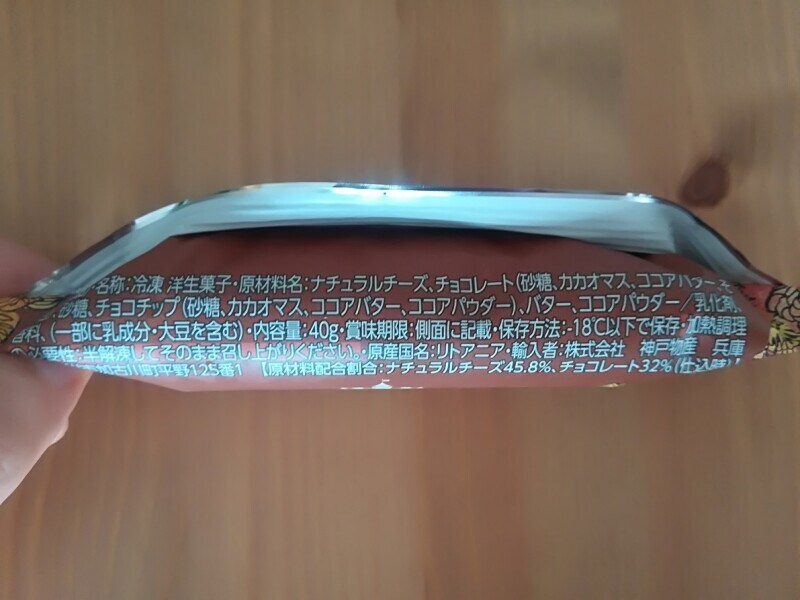 名称:冷凍 洋生菓子・原材料名:ナチュラルチーズ、チョコレート(砂糖、カカオマス、ココアバター、そ
砂糖、チョコチップ(砂糖、カカオマス、ココアバター、ココアパウダー)、バター、ココアパウダー/乳化剤、
香料、(一部に乳成分・大豆を含む)・内容量:40g・賞味期限:側面に記載・保存方法:-18℃以下で保存・加熱調理
の必要性:半解凍してそのまま召し上がりください。・原産国名:リトアニア・輸入者:株式会社 神戸物産 兵庫
加古川町平野125番1 【原材料配合割合:ナチュラルチーズ45.8%、チョコレート32%(仕込時)】